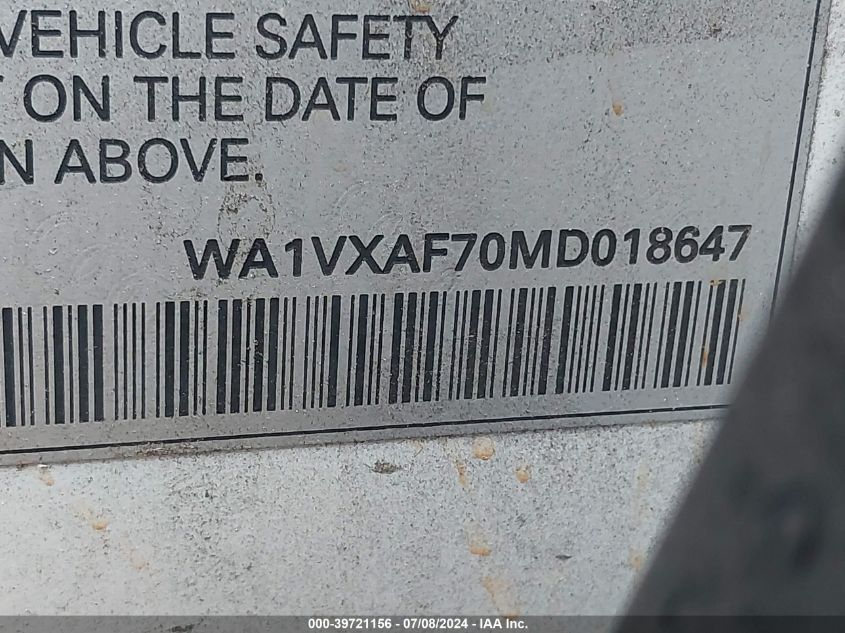 VEHICLE SAFETY
ON THE DATE OF
N ABOVE.
WA1VXAF70MD018647
000-39721156 - 07/08/2024 - IAA Inc.